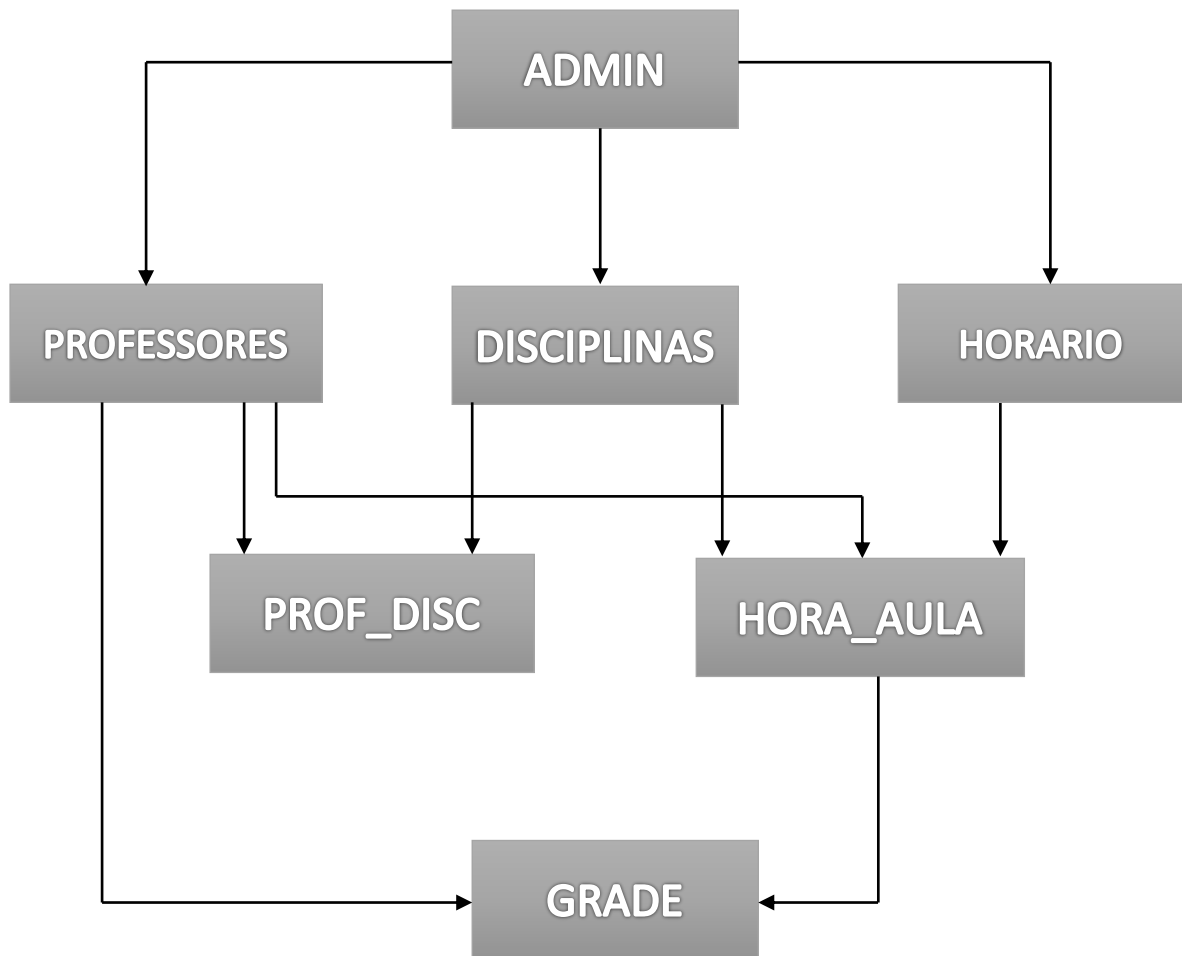 ADMIN
PROFESSORES
DISCIPLINAS
HORARIO
PROF_DISC
HORA_AULA
GRADE